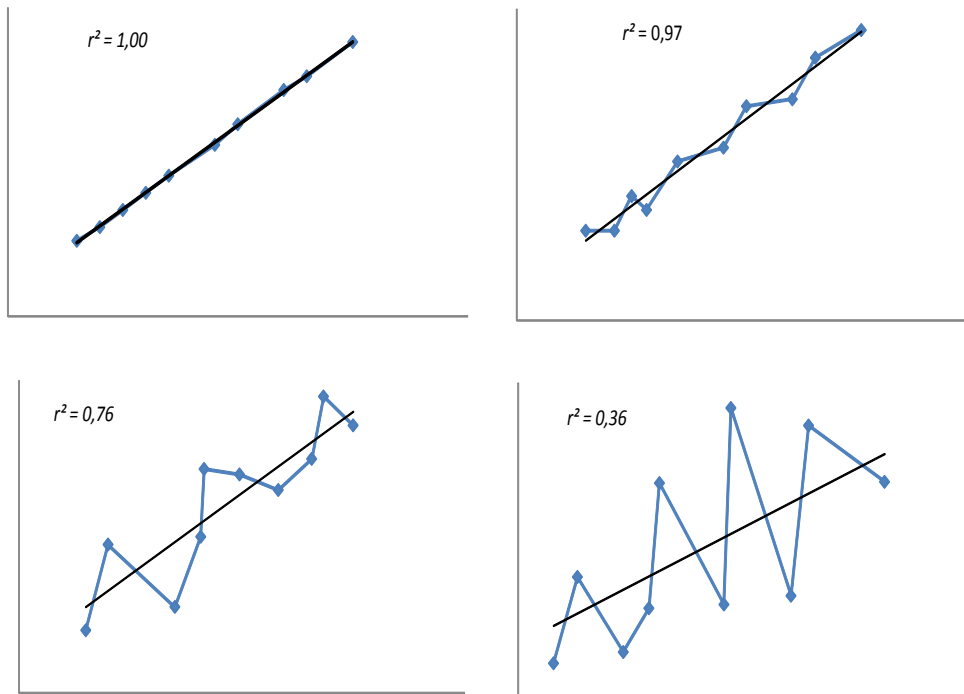 r² = 1,00
r² = 0,97
r² = 0,76
r² = 0,36